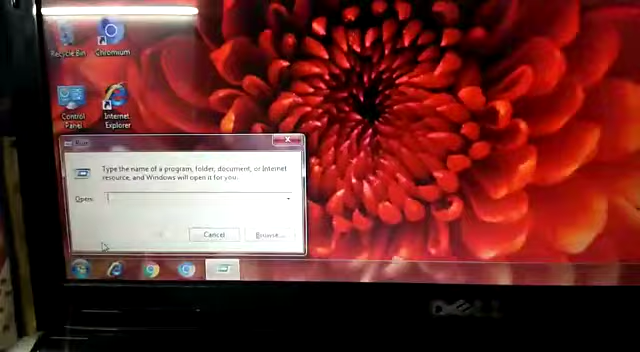 Recycle Bin
Chromium
Control Panel
Internet Explorer
Run
Type the name of a program, folder, document, or Internet
resource, and Windows will open it for you.
Open:
Cancel
Browse...
DELL